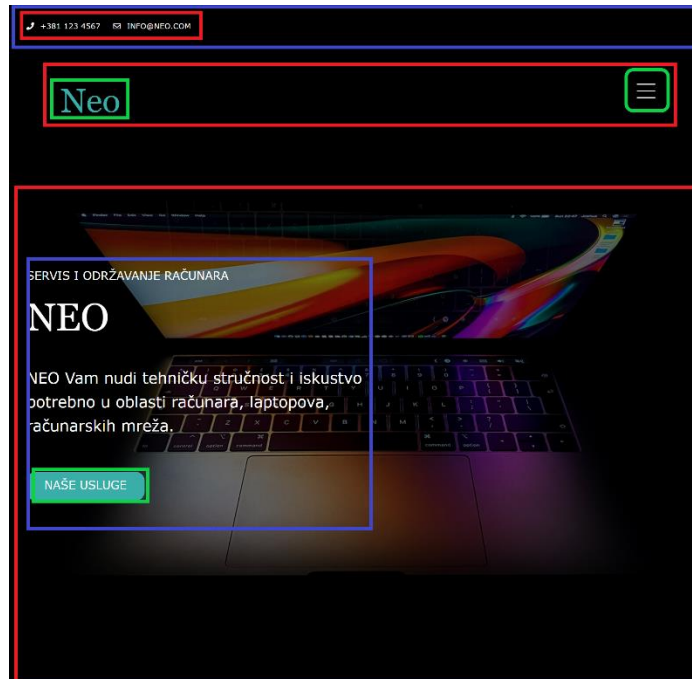 +381 123 4567 INFO@NEO.COM
Neo
SERVIS I ODRŽAVANJE RAČUNARA
NEO
NEO Vam nudi tehničku stručnost i iskustvo
potrebno u oblasti računara, laptopova,
računarskih mreža.
NAŠE USLUGE